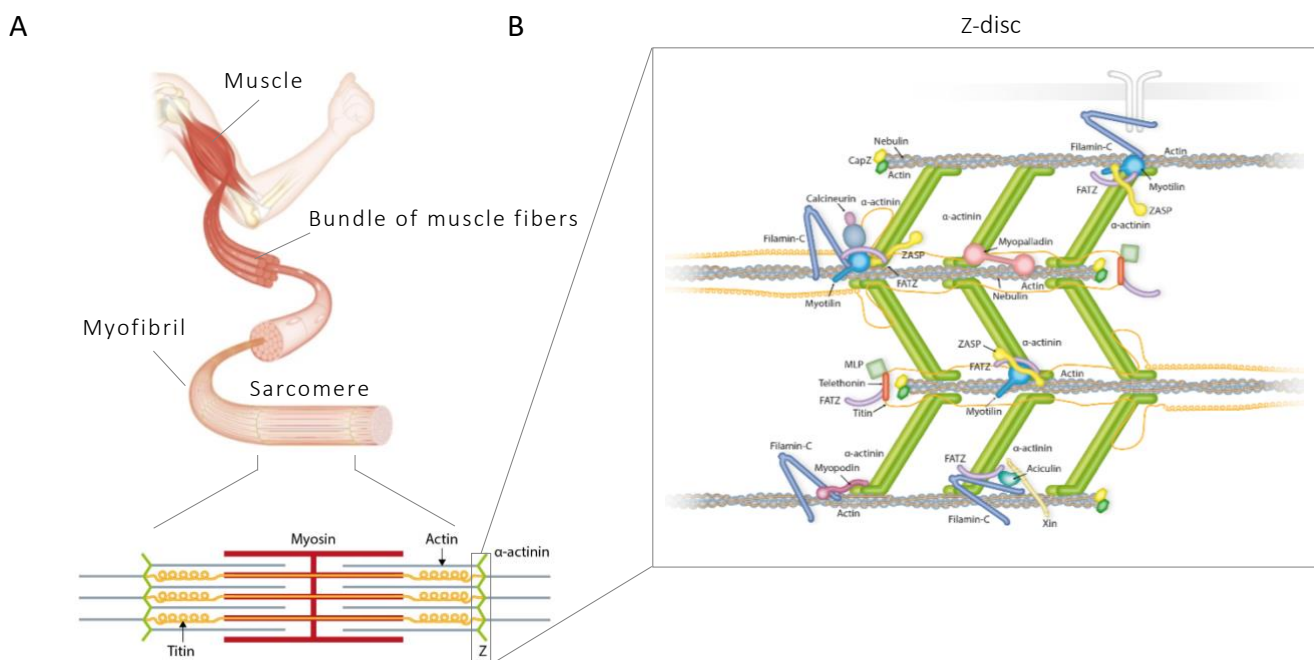 A
B
Z-disc
Muscle
Bundle of muscle fibers
Myofibril
Sarcomere
Myosin
Actin
α-actinin
Titin
Z
Nebulin
CapZ
Actin
Filamin-C
Actin
FATZ
Myotilin
ZASP
α-actinin
Calcineurin
α-actinin
α-actinin
Filamin-C
ZASP
Myopalladin
FATZ
Actin
Myotilin
Nebulin
ZASP
α-actinin
MLP
FATZ
Actin
Telethonin
FATZ
Titin
Myotilin
Filamin-C
α-actinin
α-actinin
Myopodin
FATZ
Aciculin
Actin
Filamin-C
Xin